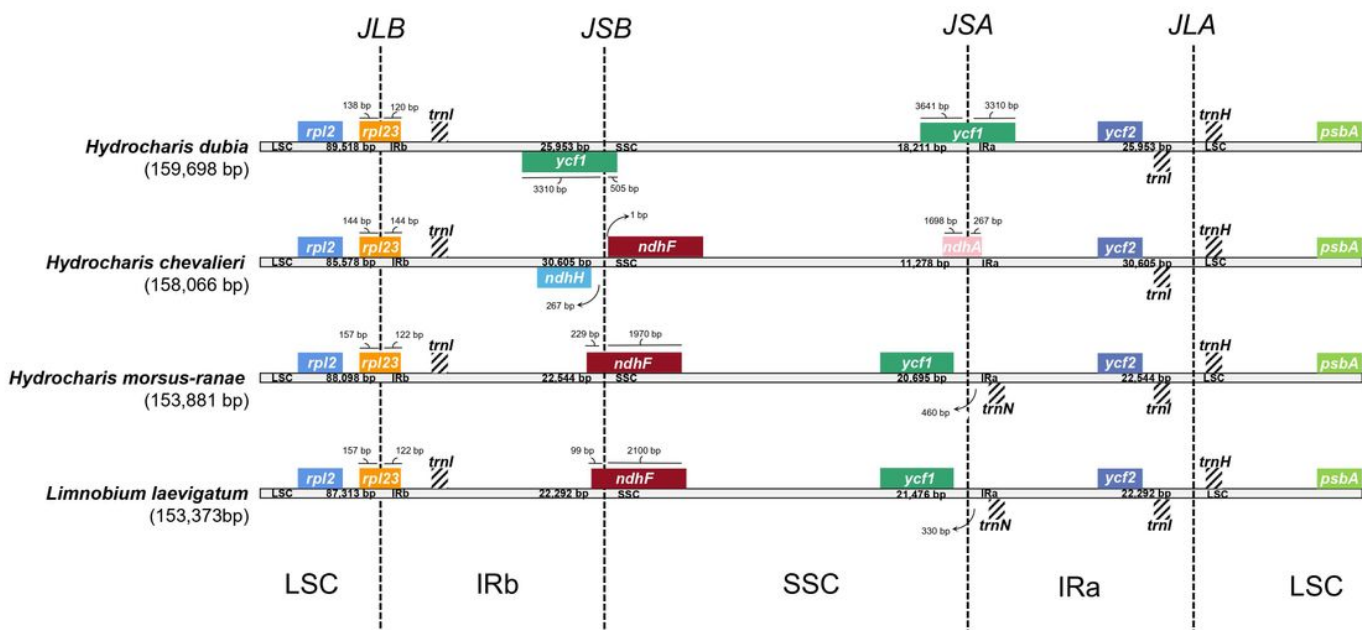 JLB JSB JSA JLA
138 bp 120 bp trnI 3641 bp 3310 bp trnH
rpl2 rpl23 ycf1 ycf2 psbA
Hydrocharis dubia LSC 89,518 bp IRb 25,953 bp SSC 18,211 bp IRa 25,953 bp LSC
(159,698 bp) ycf1 trnI
3310 bp 505 bp
144 bp 144 bp trnI 1 bp 1698 bp 267 bp trnH
rpl2 rpl23 ndhF ndhA ycf2 psbA
Hydrocharis chevalieri LSC 85,578 bp IRb 30,605 bp SSC 11,278 bp IRa 30,605 bp LSC
(158,066 bp) ndhH trnI
267 bp
157 bp 122 bp trnI 229 bp 1970 bp trnH
rpl2 rpl23 ndhF ycf1 ycf2 psbA
Hydrocharis morsus-ranae LSC 88,098 bp IRb 22,544 bp SSC 20,695 bp IRa 22,544 bp LSC
(153,881 bp) 460 bp trnN trnI
157 bp 122 bp trnI 99 bp 2100 bp trnH
rpl2 rpl23 ndhF ycf1 ycf2 psbA
Limnobium laevigatum LSC 87,313 bp IRb 22,292 bp SSC 21,476 bp IRa 22,292 bp LSC
(153,373bp) 330 bp trnN trnI
LSC IRb SSC IRa LSC